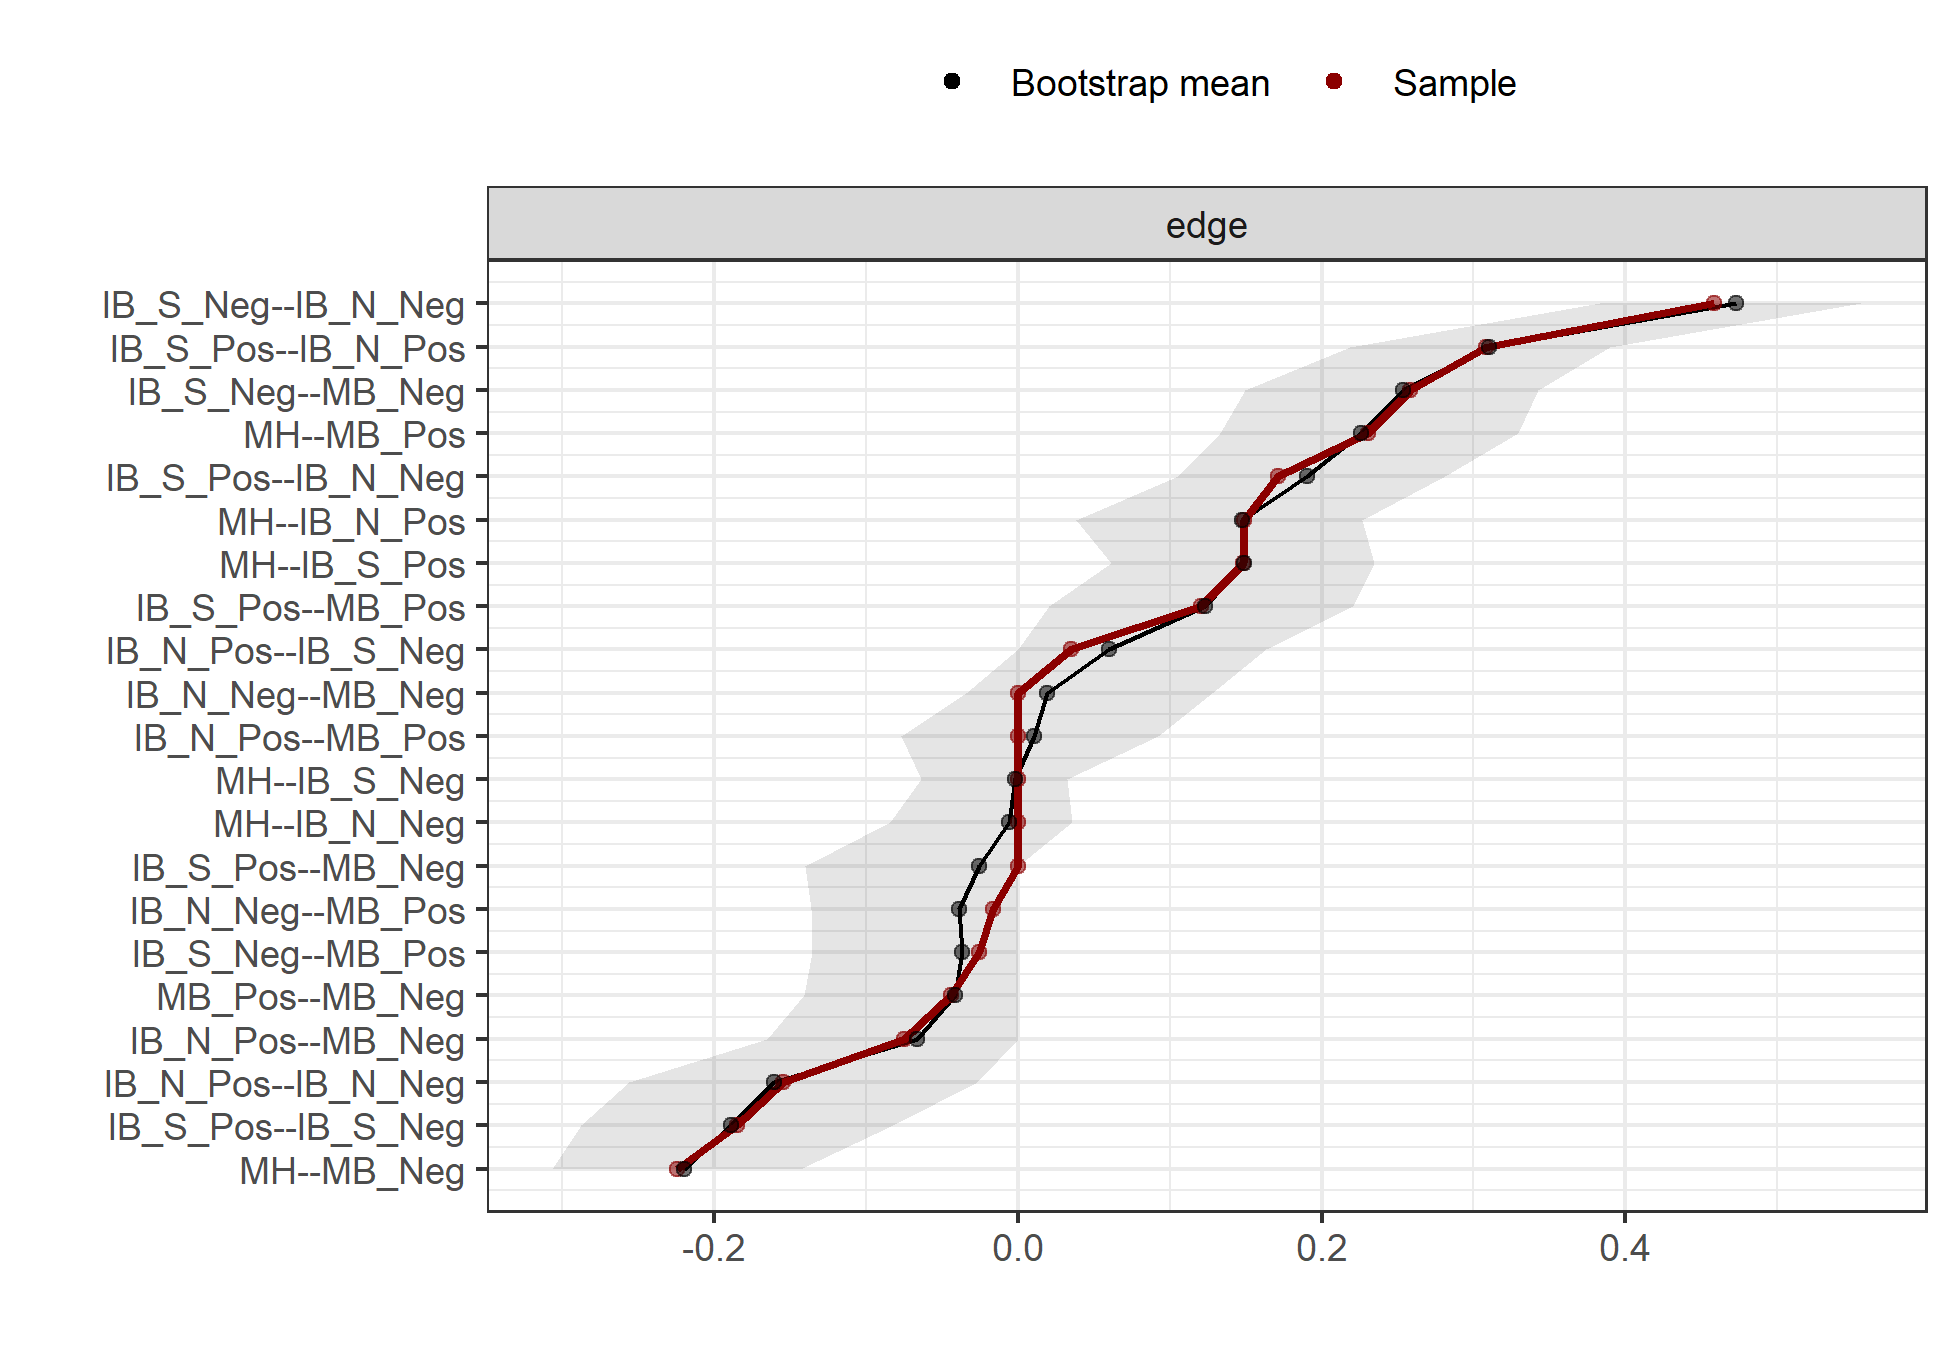 Bootstrap mean Sample
edge
IB_S_Neg--IB_N_Neg
IB_S_Pos--IB_N_Pos
IB_S_Neg--MB_Neg
MH--MB_Pos
IB_S_Pos--IB_N_Neg
MH--IB_N_Pos
MH--IB_S_Pos
IB_S_Pos--MB_Pos
IB_N_Pos--IB_S_Neg
IB_N_Neg--MB_Neg
IB_N_Pos--MB_Pos
MH--IB_S_Neg
MH--IB_N_Neg
IB_S_Pos--MB_Neg
IB_N_Neg--MB_Pos
IB_S_Neg--MB_Pos
MB_Pos--MB_Neg
IB_N_Pos--MB_Neg
IB_N_Pos--IB_N_Neg
IB_S_Pos--IB_S_Neg
MH--MB_Neg
-0.2 0.0 0.2 0.4